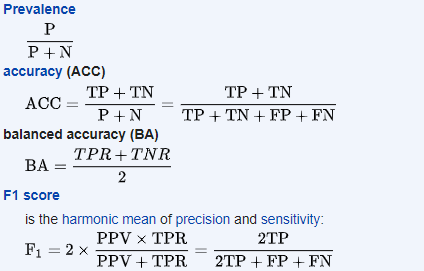 Prevalence
P
P + N
accuracy (ACC)
ACC = TP + TN / P + N = TP + TN / TP + TN + FP + FN
balanced accuracy (BA)
BA = TPR + TNR / 2
F1 score
is the harmonic mean of precision and sensitivity:
F₁ = 2 × PPV × TPR / PPV + TPR = 2TP / 2TP + FP + FN